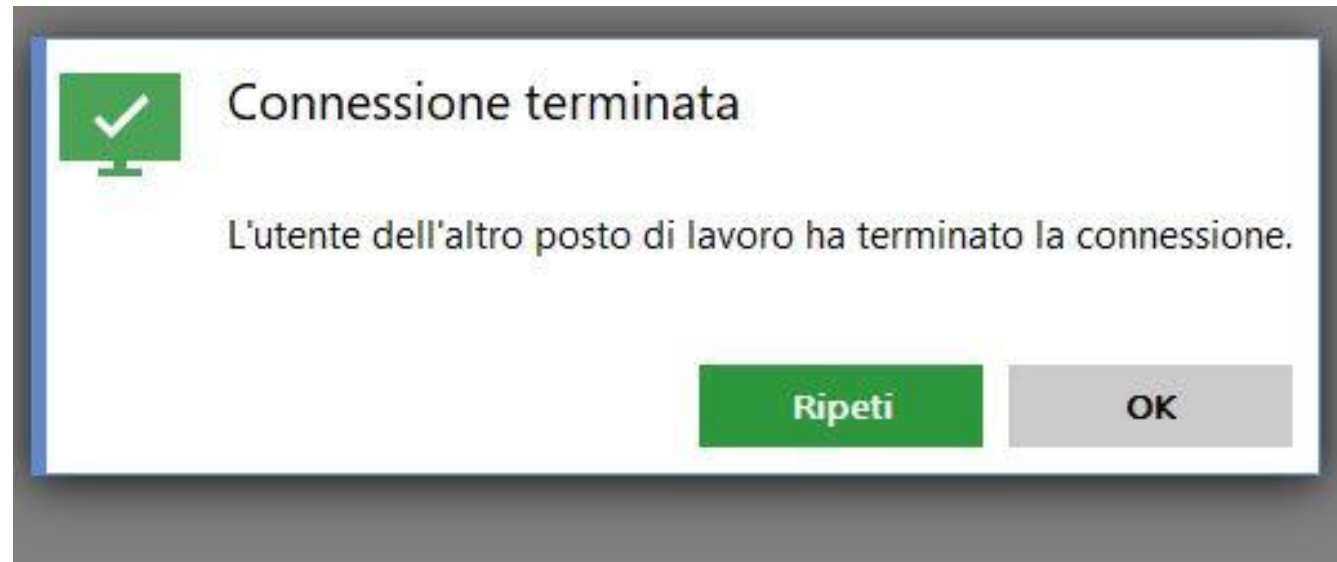 Connessione terminata
L'utente dell'altro posto di lavoro ha terminato la connessione.
Ripeti
OK